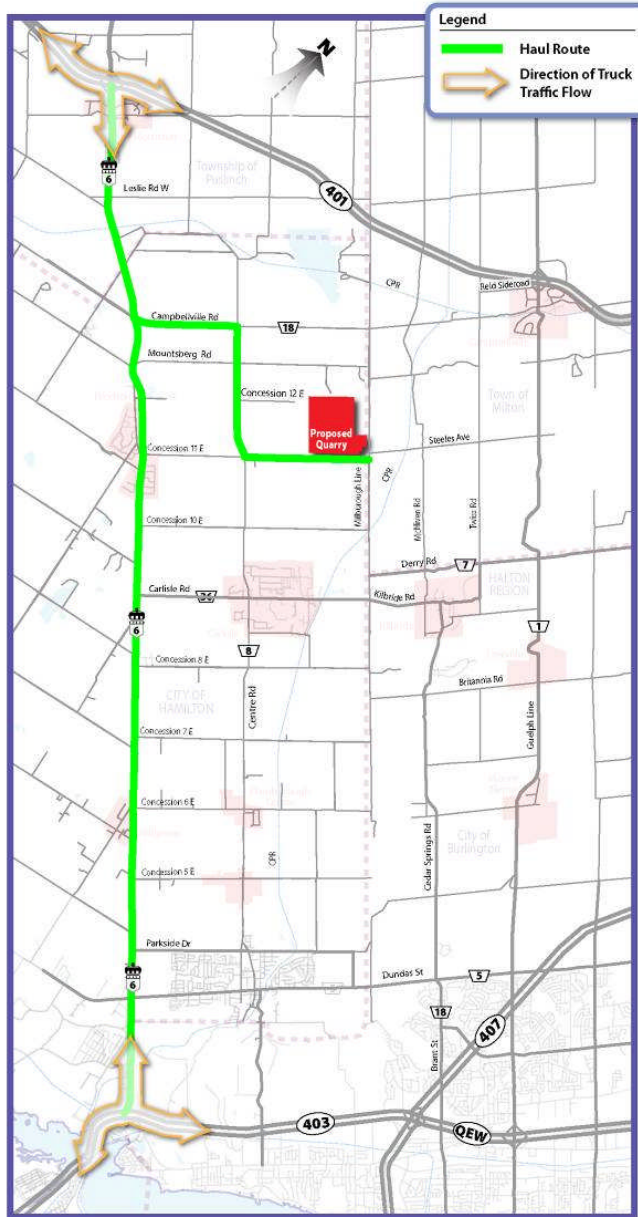 Legend
Haul Route
Direction of Truck
Traffic Flow
N
6
Township of
Puslinch
Leslie Rd W
401
CPR
Reid Sideroad
Campbellville Rd
18
Mountsberg Rd
Concession 12 E
Town of
Milton
Proposed
Quarry
Concession 11 E
Steeles Ave
Milburough Line
CPR
McNiven Rd
Twiss Rd
Concession 10 E
Derry Rd
7
HALTON
REGION
Carlisle Rd
Kilbride Rd
6
1
8
Concession 8 E
Britannia Rd
CITY OF
HAMILTON
Centre Rd
Guelph Line
Concession 7 E
Concession 6 E
Cedar Springs Rd
City of
Burlington
Concession 5 E
CPR
Parkside Dr
Dundas St
5
6
18
407
Brant St
403
QEW